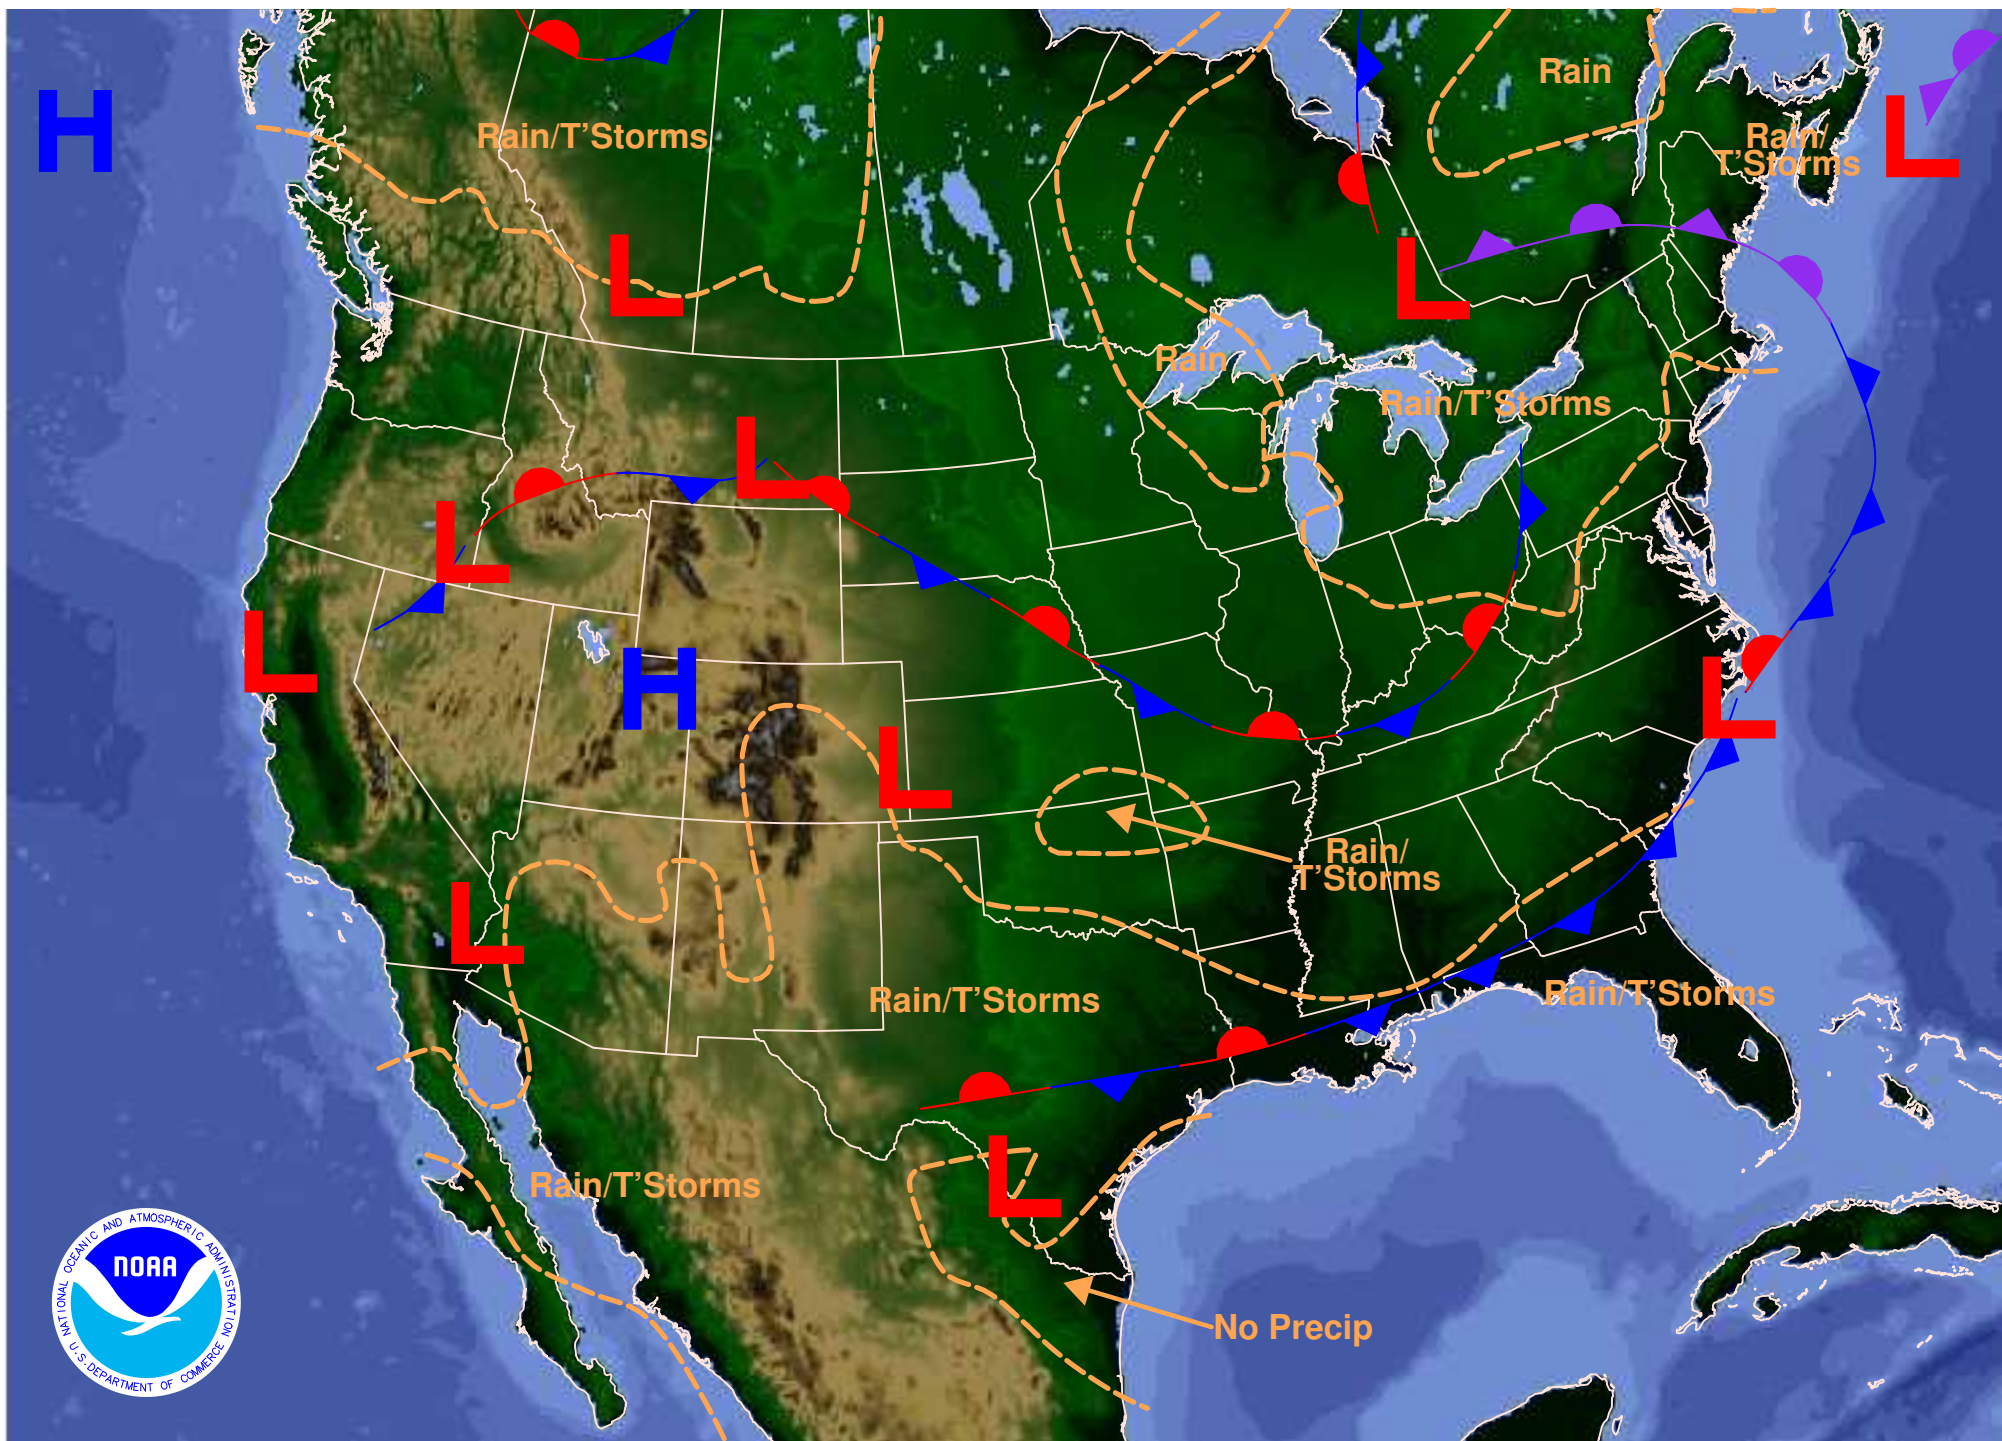 Rain
H
Rain/T'Storms
Rain/
T'Storms
L
L
L
Rain
Rain/T'Storms
L
L
L
H
L
L
L
Rain/
T'Storms
L
Rain/T'Storms
Rain/T'Storms
L
Rain/T'Storms
No Precip
NATIONAL OCEANIC AND ATMOSPHERIC ADMINISTRATION
NOAA
U.S. DEPARTMENT OF COMMERCE